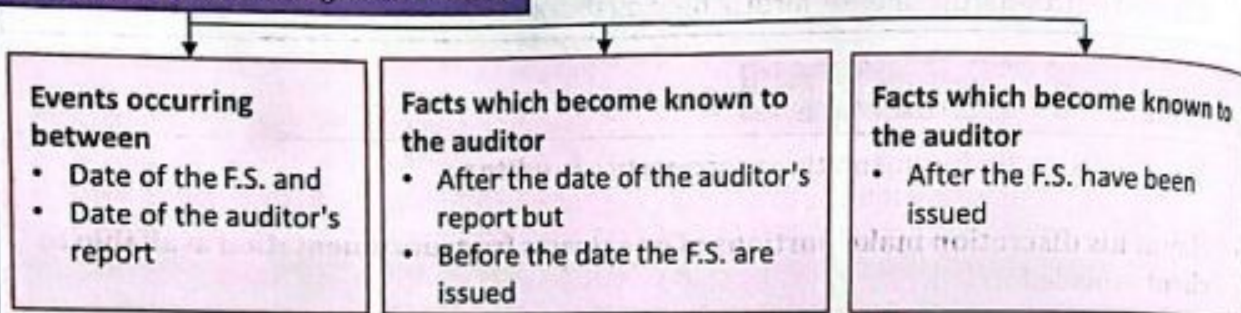 Events occurring
between
• Date of the F.S. and
• Date of the auditor's
report
Facts which become known to
the auditor
• After the date of the auditor's
report but
• Before the date the F.S. are
issued
Facts which become known to
the auditor
• After the F.S. have been
issued